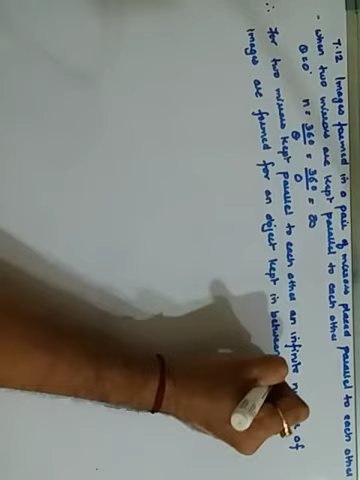 7.12 Images formed in a pair of mirrors placed parallel to each other
- when two mirrors are kept parallel to each other
θ=0° n = 360/θ = 360/0 = ∞
∴ For two mirrors kept parallel to each other an infinite of
images are formed for an object kept in between